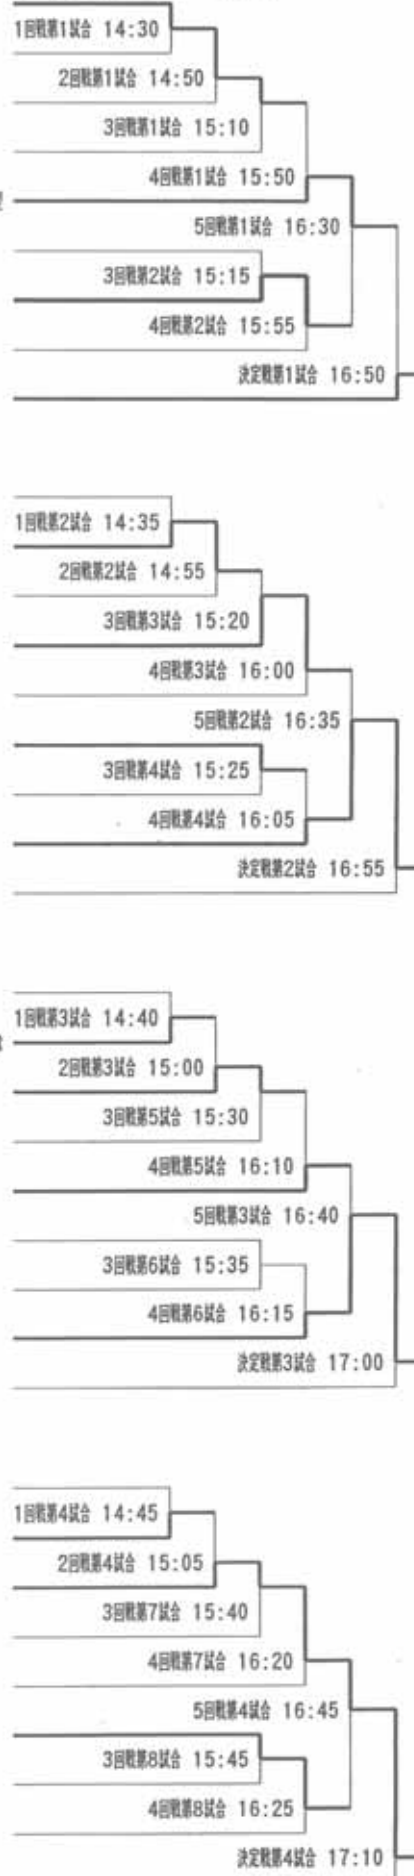 1回戦第1試合 14:30
2回戦第1試合 14:50
3回戦第1試合 15:10
4回戦第1試合 15:50
5回戦第1試合 16:30
3回戦第2試合 15:15
4回戦第2試合 15:55
決定戦第1試合 16:50
1回戦第2試合 14:35
2回戦第2試合 14:55
3回戦第3試合 15:20
4回戦第3試合 16:00
5回戦第2試合 16:35
3回戦第4試合 15:25
4回戦第4試合 16:05
決定戦第2試合 16:55
1回戦第3試合 14:40
2回戦第3試合 15:00
3回戦第5試合 15:30
4回戦第5試合 16:10
5回戦第3試合 16:40
3回戦第6試合 15:35
4回戦第6試合 16:15
決定戦第3試合 17:00
1回戦第4試合 14:45
2回戦第4試合 15:05
3回戦第7試合 15:40
4回戦第7試合 16:20
5回戦第4試合 16:45
3回戦第8試合 15:45
4回戦第8試合 16:25
決定戦第4試合 17:10